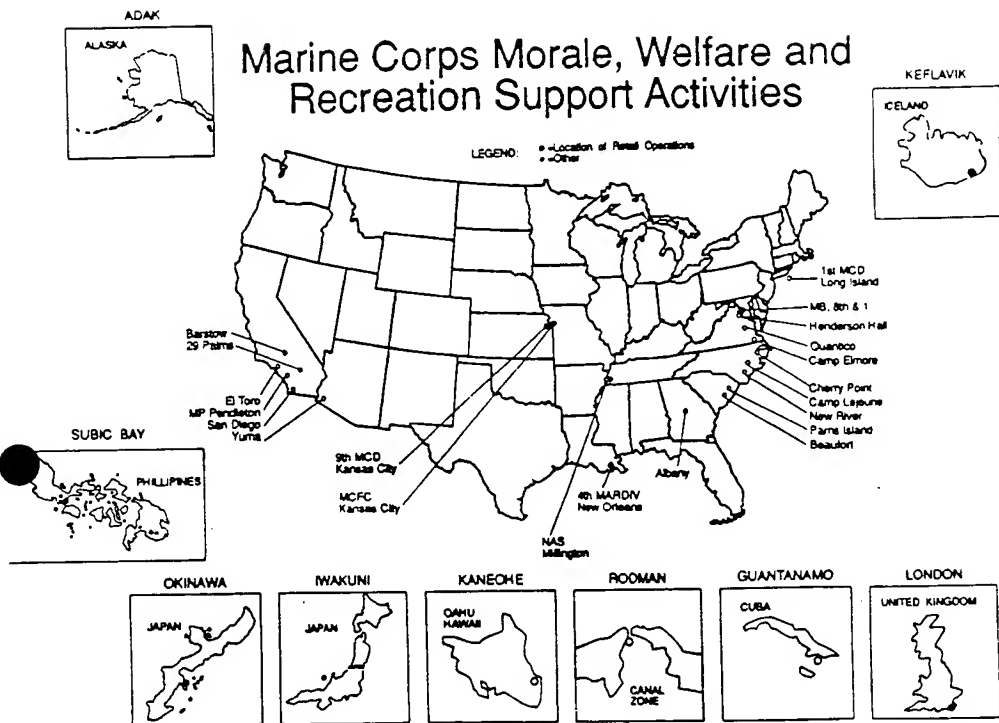 ADAK
ALASKA
Marine Corps Morale, Welfare and
Recreation Support Activities
KEFLAVIK
ICELAND
LEGEND: • =Location of Retail Operations
• =Other
1st MCD
Long Island
MB, 8th & 1
Henderson Hall
Quantico
Camp Elmore
Cherry Point
Camp Lejeune
New River
Parris Island
Beaufort
Barstow
29 Palms
El Toro
MP Pendleton
San Diego
Yuma
SUBIC BAY
PHILLIPINES
9th MCD
Kansas City
MCFC
Kansas City
4th MARDIV
New Orleans
Albany
NAS
Millington
OKINAWA
JAPAN
IWAKUNI
JAPAN
KANEOHE
OAHU
HAWAII
RODMAN
CANAL
ZONE
GUANTANAMO
CUBA
LONDON
UNITED KINGDOM